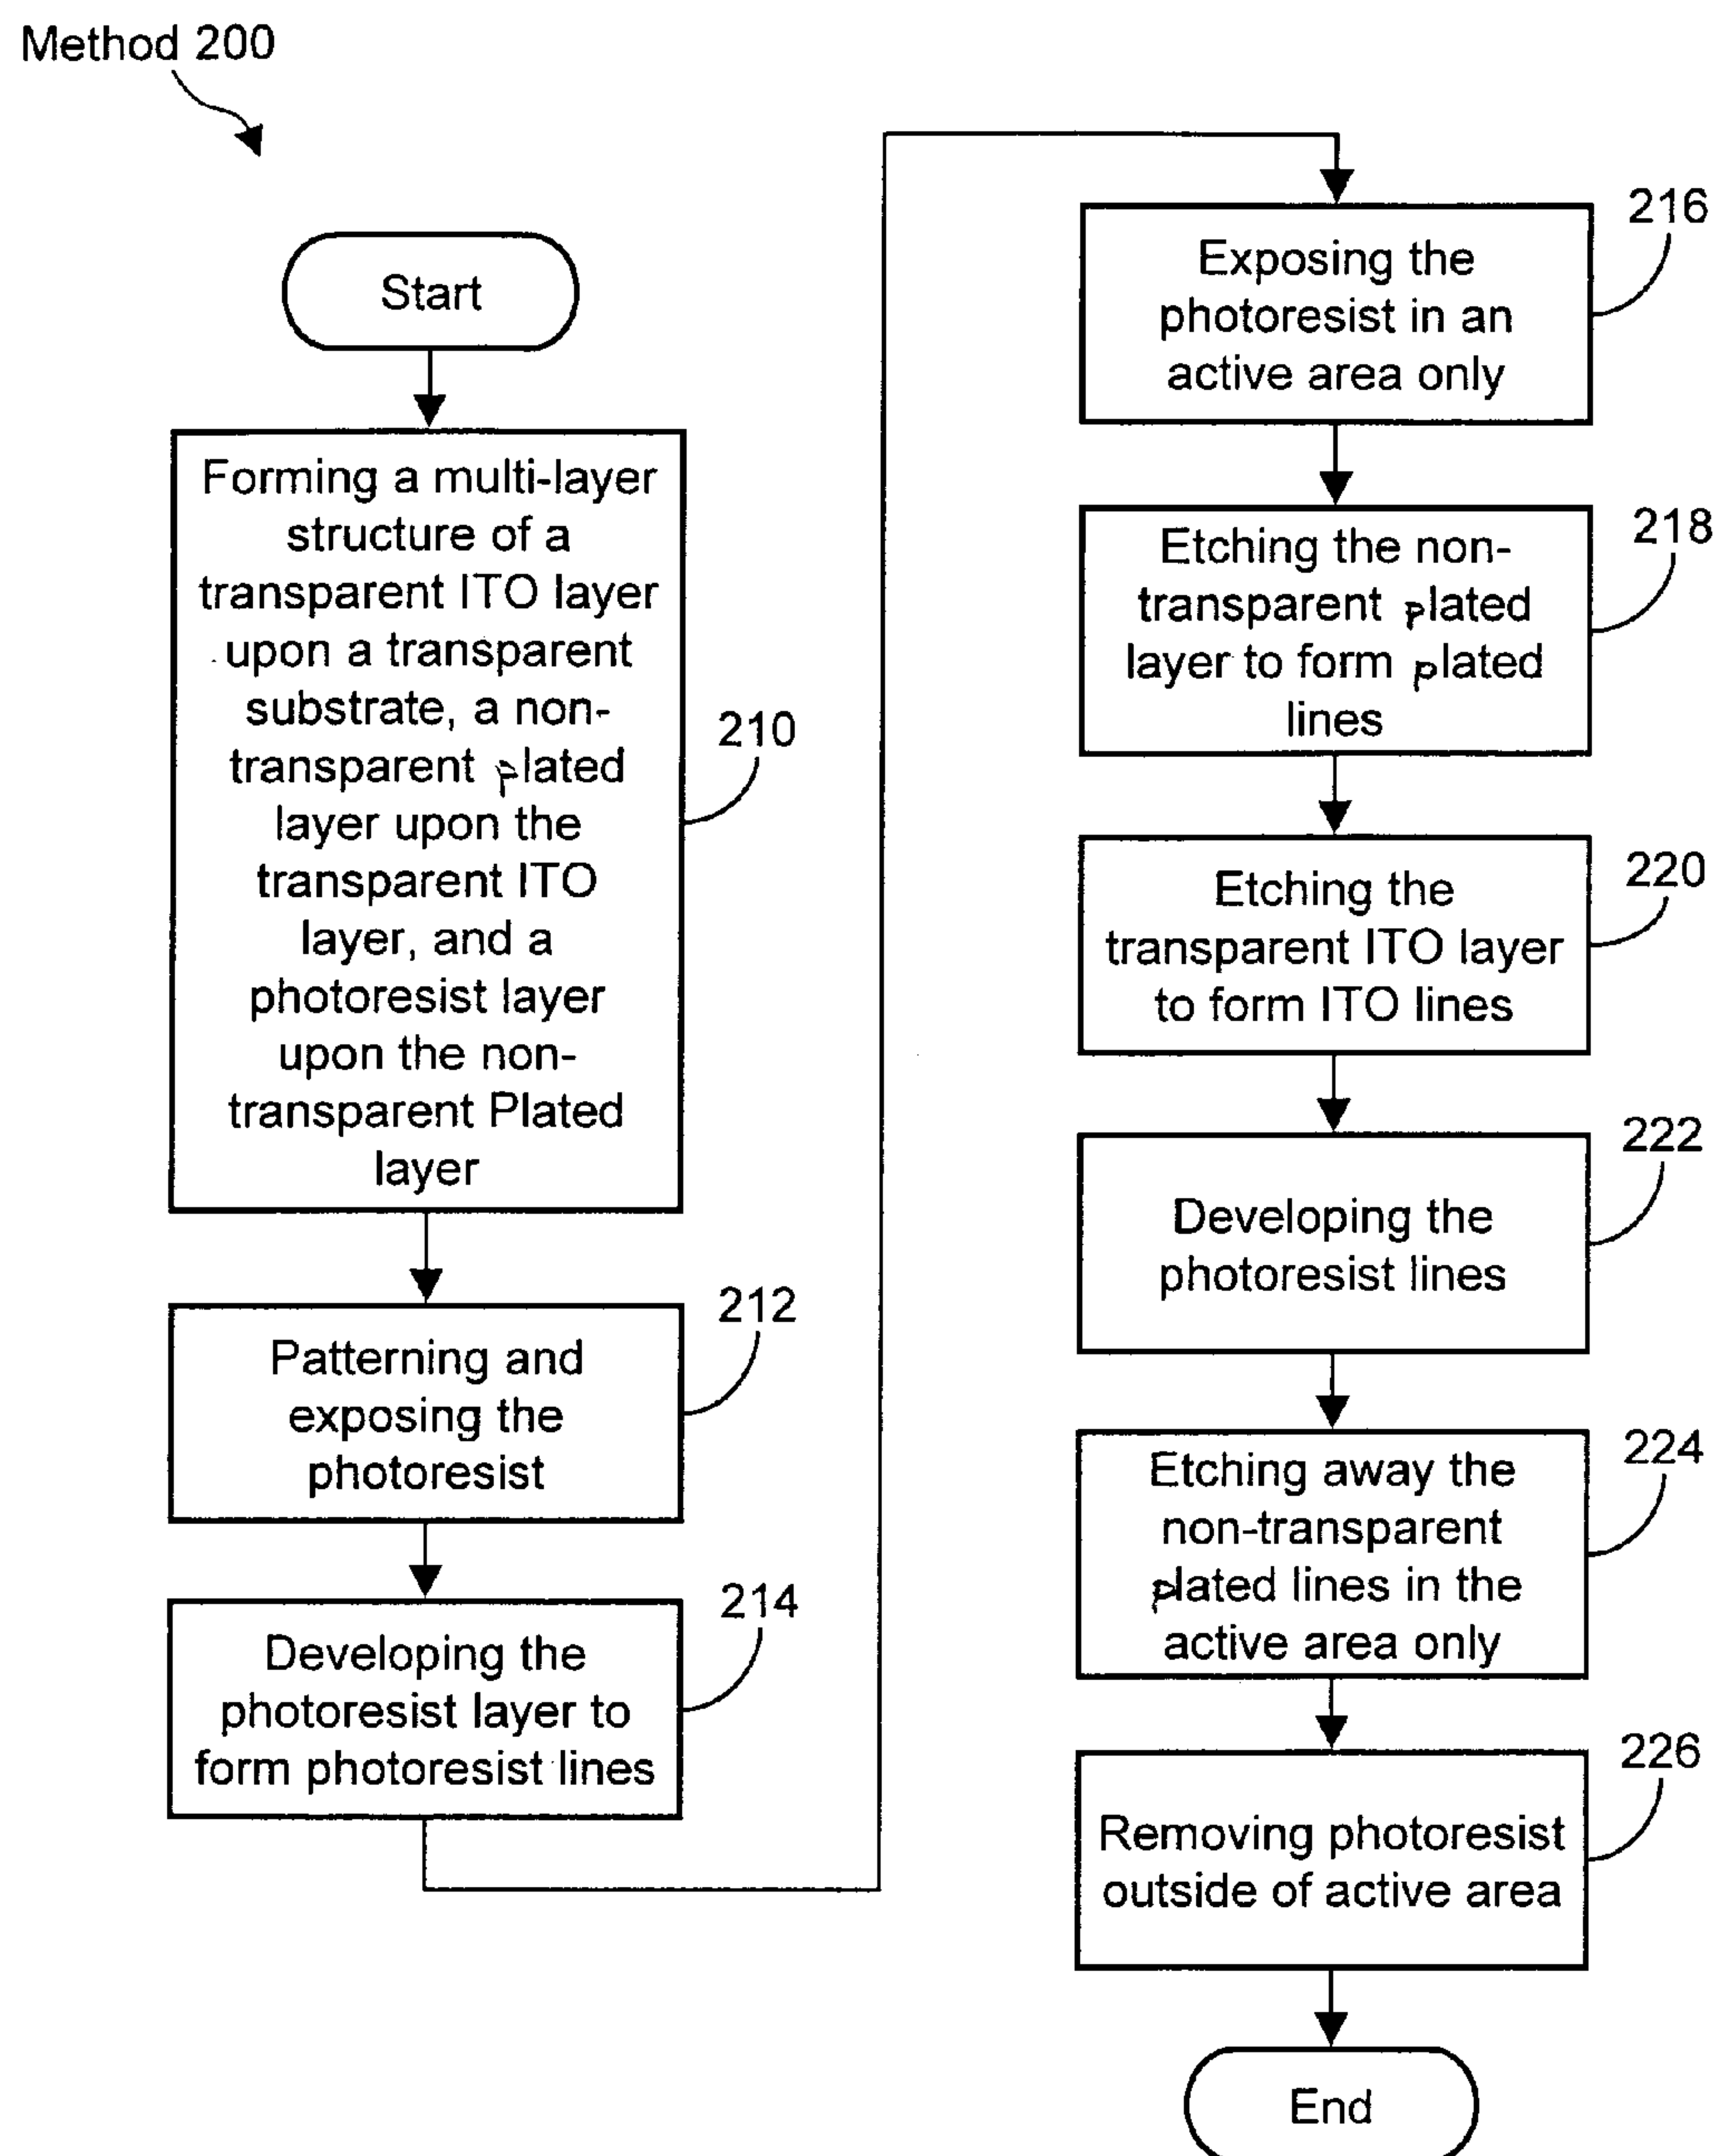 Method 200
Start
Forming a multi-layer
structure of a
transparent ITO layer
upon a transparent
substrate, a non-
transparent plated
layer upon the
transparent ITO
layer, and a
photoresist layer
upon the non-
transparent Plated
layer
210
Patterning and
exposing the
photoresist
212
Developing the
photoresist layer to
form photoresist lines
214
Exposing the
photoresist in an
active area only
216
Etching the non-
transparent plated
layer to form plated
lines
218
Etching the
transparent ITO layer
to form ITO lines
220
Developing the
photoresist lines
222
Etching away the
non-transparent
plated lines in the
active area only
224
Removing photoresist
outside of active area
226
End